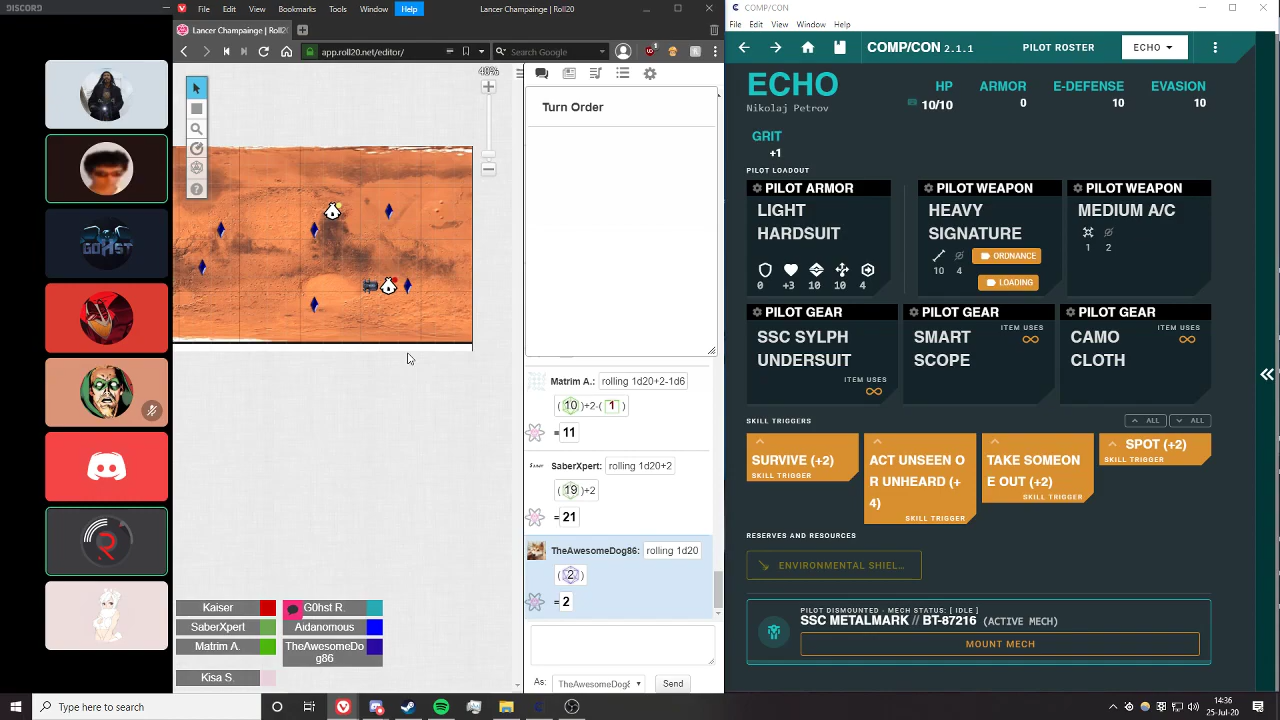 DISCORD
File View Bookmarks Mail Tools Window Help
Lancer Champainge | Roll20
app.roll20.net/editor/
Search Google
40%
Turn Order
Matrim A.: rolling 1d20+2-1d6
(10)+2-( 1 )
= 11
SaberXpert: rolling 1d20+2
(19)+2
= 21
TheAwesomeDog86: rolling 1d20
( 2 )
= 2
As: TheAwesomeDog8 Send
Kaiser
G0hst R.
SaberXpert
Aidanomous
Matrim A.
TheAwesomeDo
g86
Kisa S.
GOHST
COMP/CON
File Edit View Window Help
COMP/CON 2.1.1
PILOT ROSTER
ECHO
ECHO
Nikolaj Petrov
HP
10/10
ARMOR
0
E-DEFENSE
10
EVASION
10
GRIT
+1
PILOT LOADOUT
PILOT ARMOR
LIGHT
HARDSUIT
0 +3 10 10 4
PILOT WEAPON
HEAVY
SIGNATURE
10 4
ORDNANCE
LOADING
PILOT WEAPON
MEDIUM A/C
1 2
PILOT GEAR
SSC SYLPH
UNDERSUIT
ITEM USES
∞
PILOT GEAR
SMART
SCOPE
ITEM USES
∞
PILOT GEAR
CAMO
CLOTH
ITEM USES
∞
SKILL TRIGGERS
ALL
ALL
SURVIVE (+2)
SKILL TRIGGER
ACT UNSEEN O
R UNHEARD (+
4)
SKILL TRIGGER
TAKE SOMEON
E OUT (+2)
SKILL TRIGGER
SPOT (+2)
SKILL TRIGGER
RESERVES AND RESOURCES
ENVIRONMENTAL SHIEL...
PILOT DISMOUNTED - MECH STATUS: [ IDLE ]
SSC METALMARK // BT-87216 (ACTIVE MECH)
MOUNT MECH
Type here to search
14:36
25-Jul-20